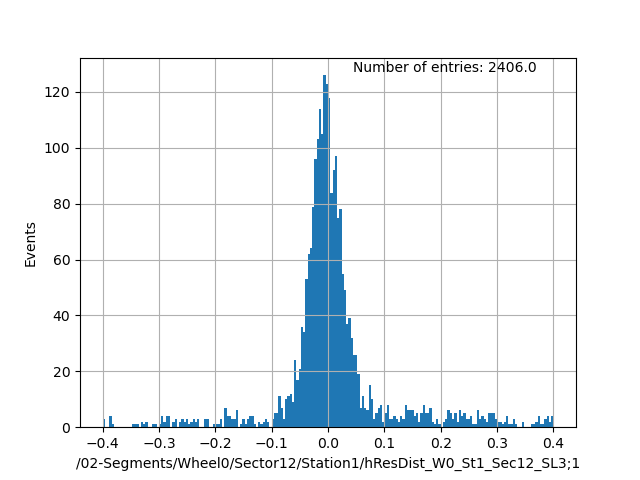 Number of entries: 2406.0
120
100
80
60
40
20
0
Events
−0.4 −0.3 −0.2 −0.1 0.0 0.1 0.2 0.3 0.4
/02-Segments/Wheel0/Sector12/Station1/hResDist_W0_St1_Sec12_SL3;1